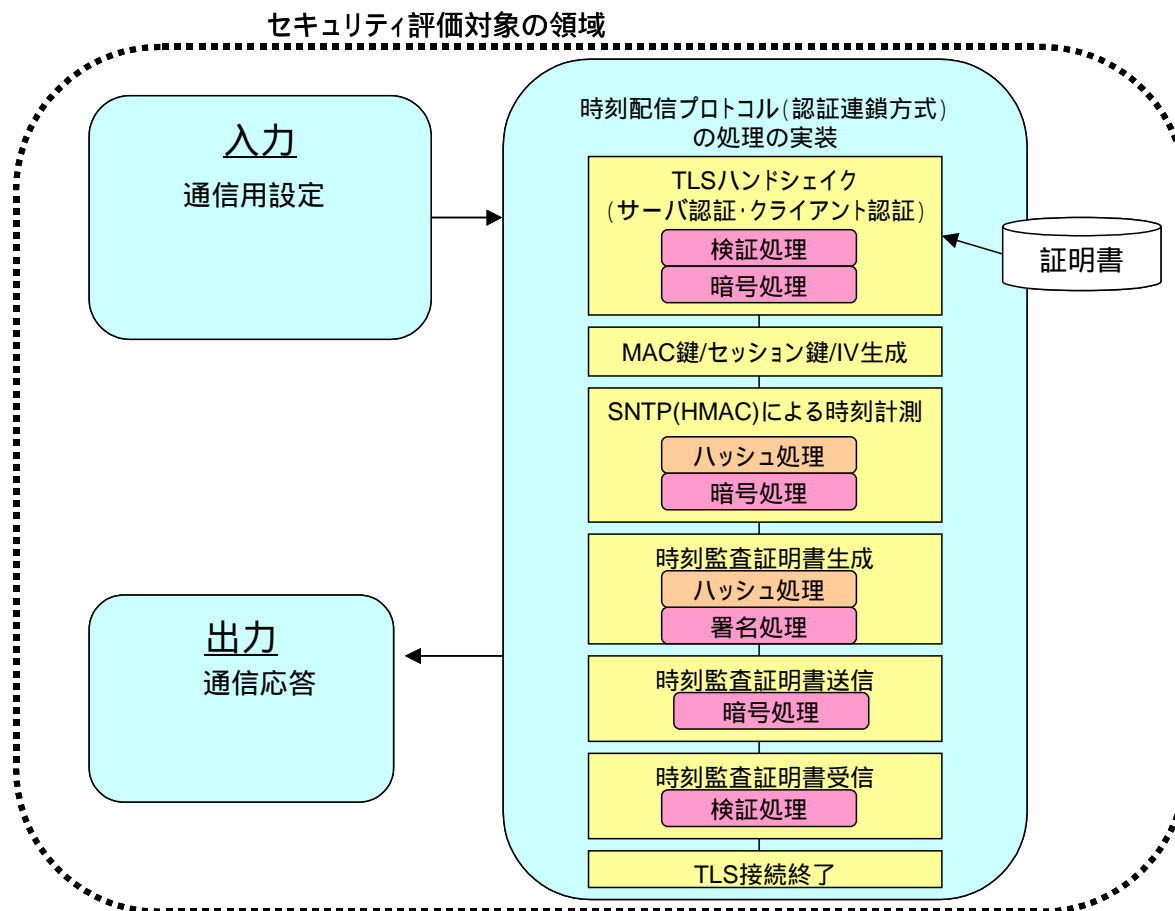 セキュリティ評価対象の領域
入力
通信用設定
時刻配信プロトコル(認証連鎖方式)
の処理の実装
TLSハンドシェイク
(サーバ認証・クライアント認証)
検証処理
暗号処理
証明書
MAC鍵/セッション鍵/IV生成
SNTP(HMAC)による時刻計測
ハッシュ処理
暗号処理
時刻監査証明書生成
ハッシュ処理
署名処理
出力
通信応答
時刻監査証明書送信
暗号処理
時刻監査証明書受信
検証処理
TLS接続終了